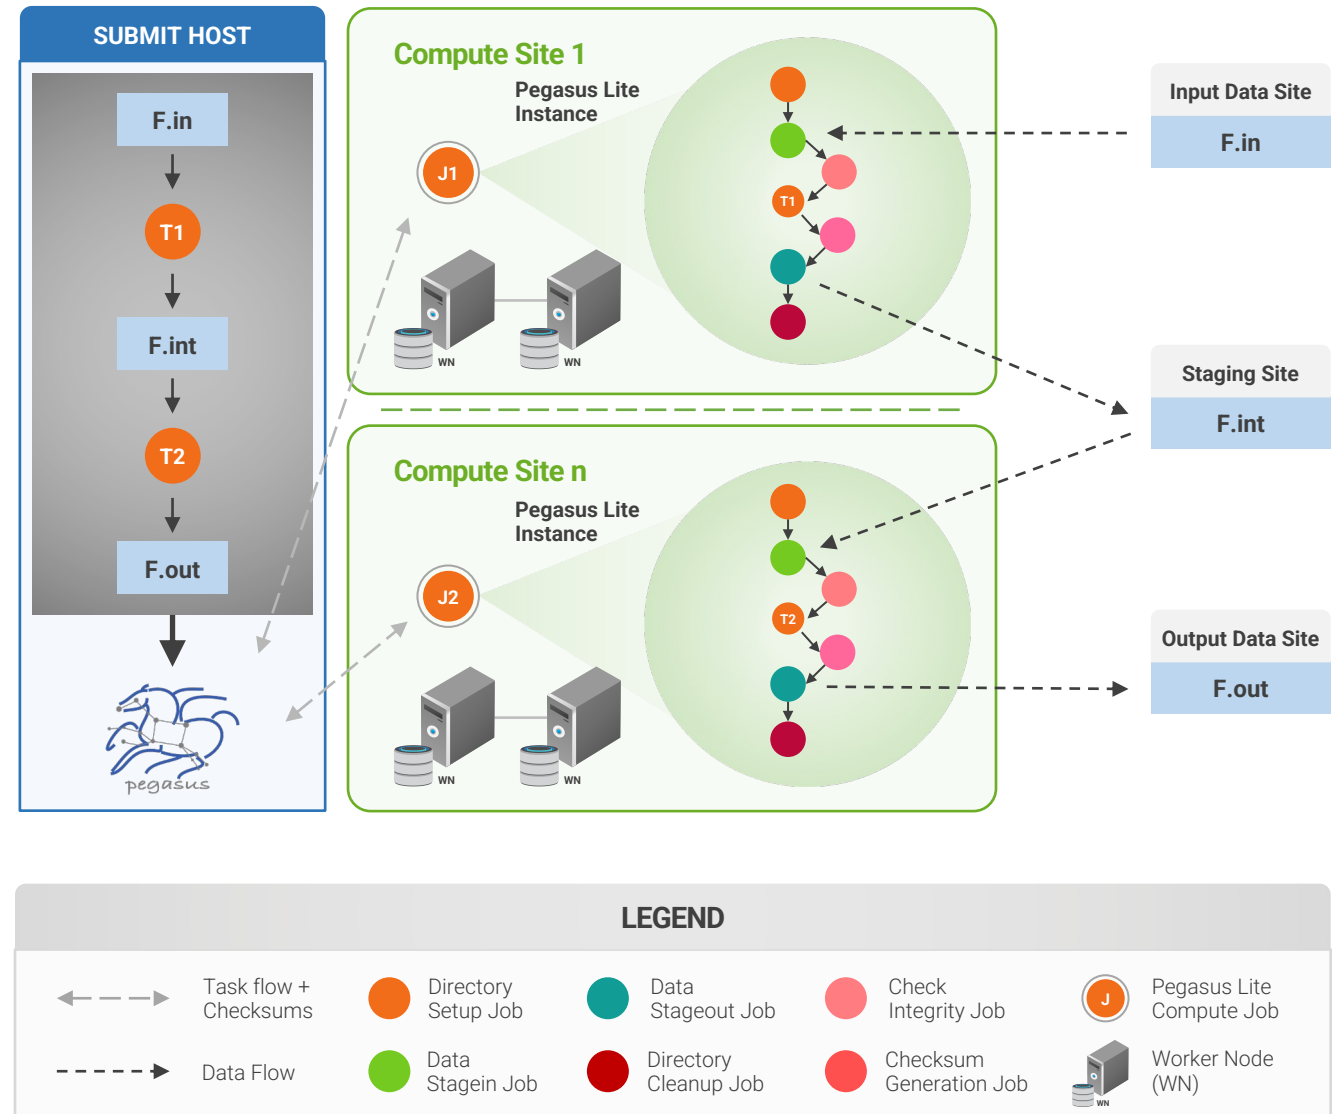 SUBMIT HOST
F.in
T1
F.int
T2
F.out
pegasus
Compute Site 1
Pegasus Lite
Instance
J1
WN
WN
T1
Compute Site n
Pegasus Lite
Instance
J2
WN
WN
T2
Input Data Site
F.in
Staging Site
F.int
Output Data Site
F.out
LEGEND
Task flow +
Checksums
Directory
Setup Job
Data
Stageout Job
Check
Integrity Job
J
Pegasus Lite
Compute Job
Data Flow
Data
Stagein Job
Directory
Cleanup Job
Checksum
Generation Job
WN
Worker Node
(WN)